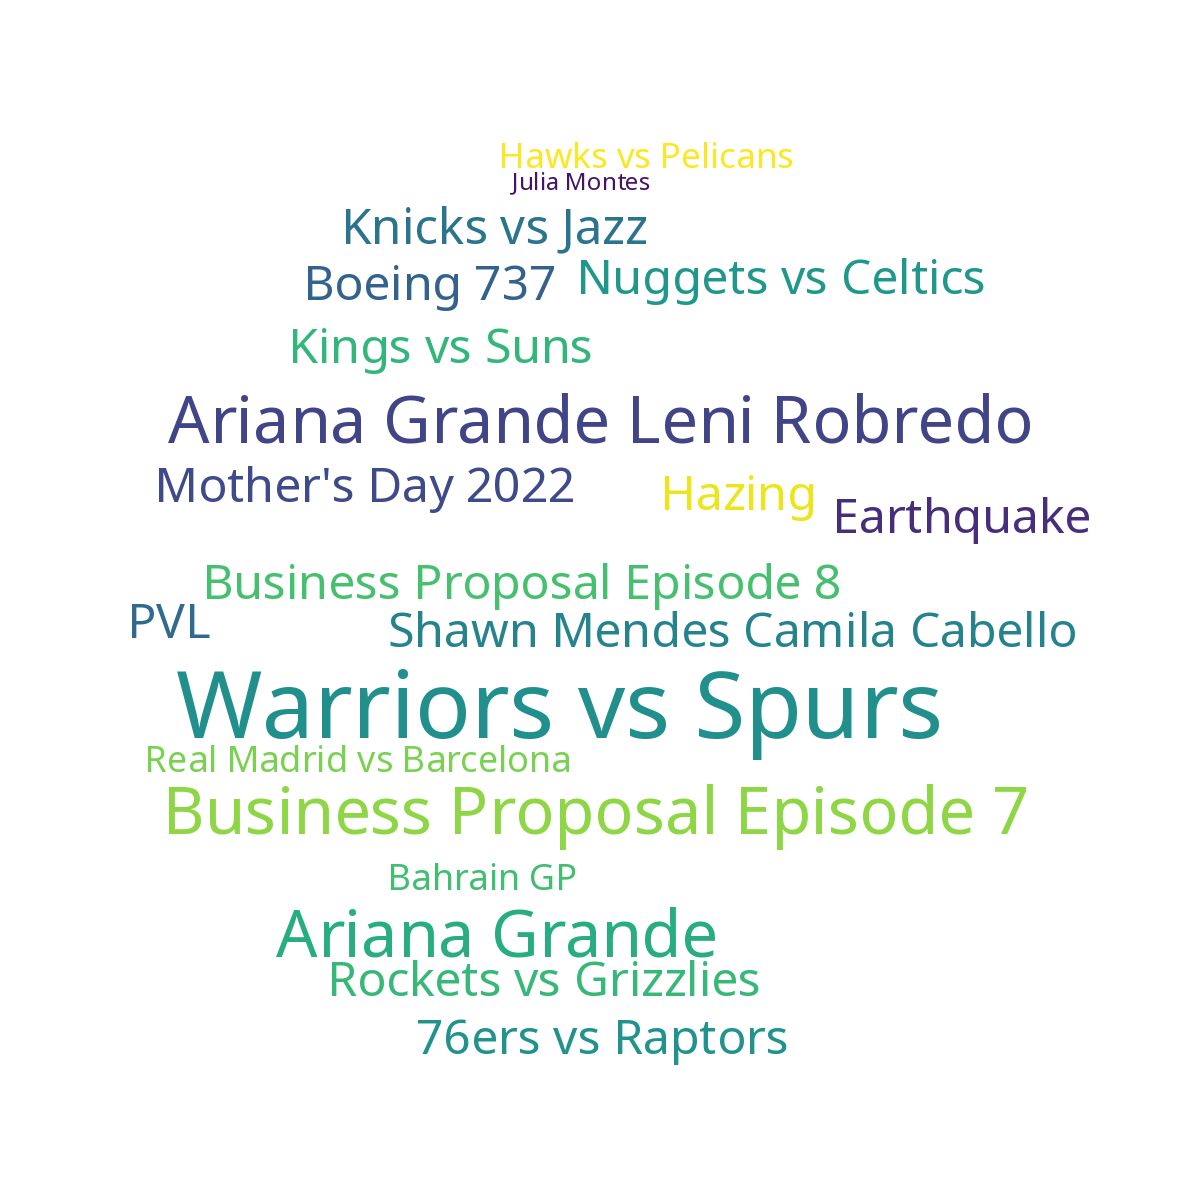 Hawks vs Pelicans
Julia Montes
Knicks vs Jazz
Boeing 737
Nuggets vs Celtics
Kings vs Suns
Ariana Grande Leni Robredo
Mother's Day 2022
Hazing
Earthquake
Business Proposal Episode 8
PVL
Shawn Mendes Camila Cabello
Warriors vs Spurs
Real Madrid vs Barcelona
Business Proposal Episode 7
Bahrain GP
Ariana Grande
Rockets vs Grizzlies
76ers vs Raptors